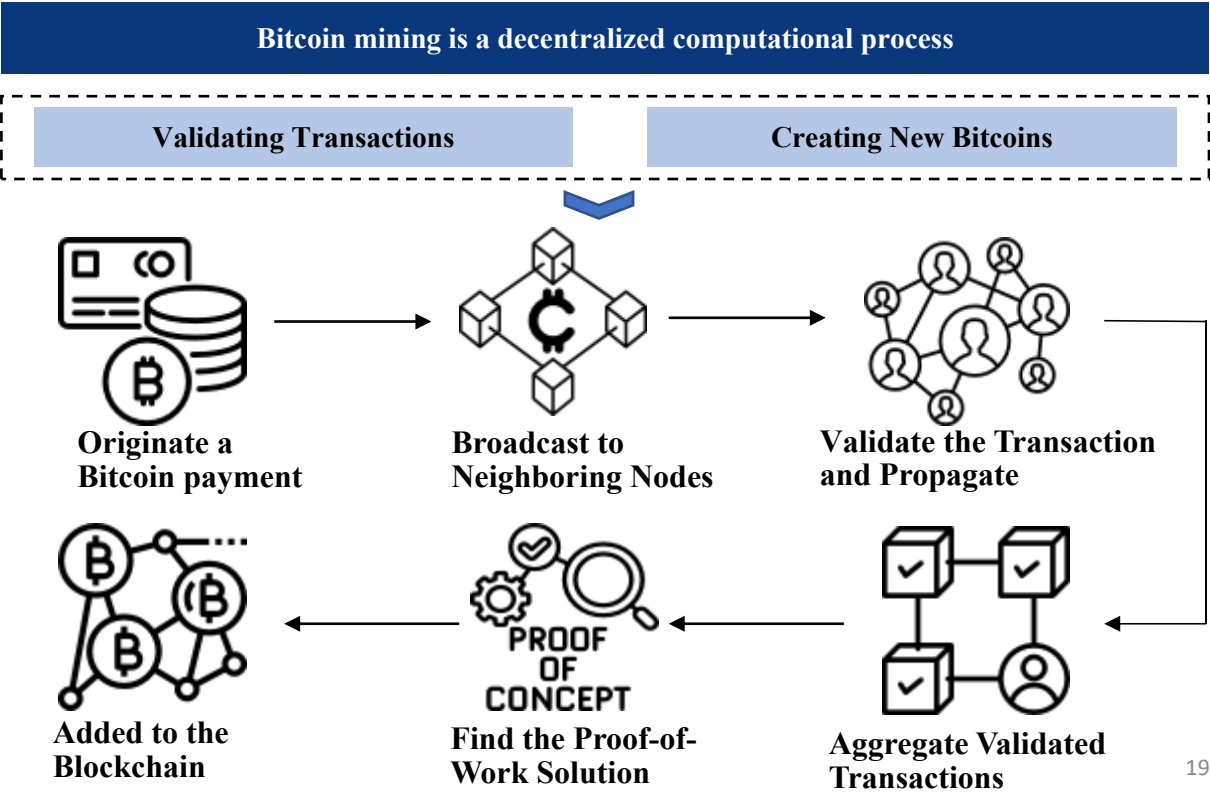 Bitcoin mining is a decentralized computational process
Validating Transactions
Creating New Bitcoins
Originate a
Bitcoin payment
Broadcast to
Neighboring Nodes
Validate the Transaction
and Propagate
PROOF
OF
CONCEPT
Added to the
Blockchain
Find the Proof-of-
Work Solution
Aggregate Validated
Transactions
19